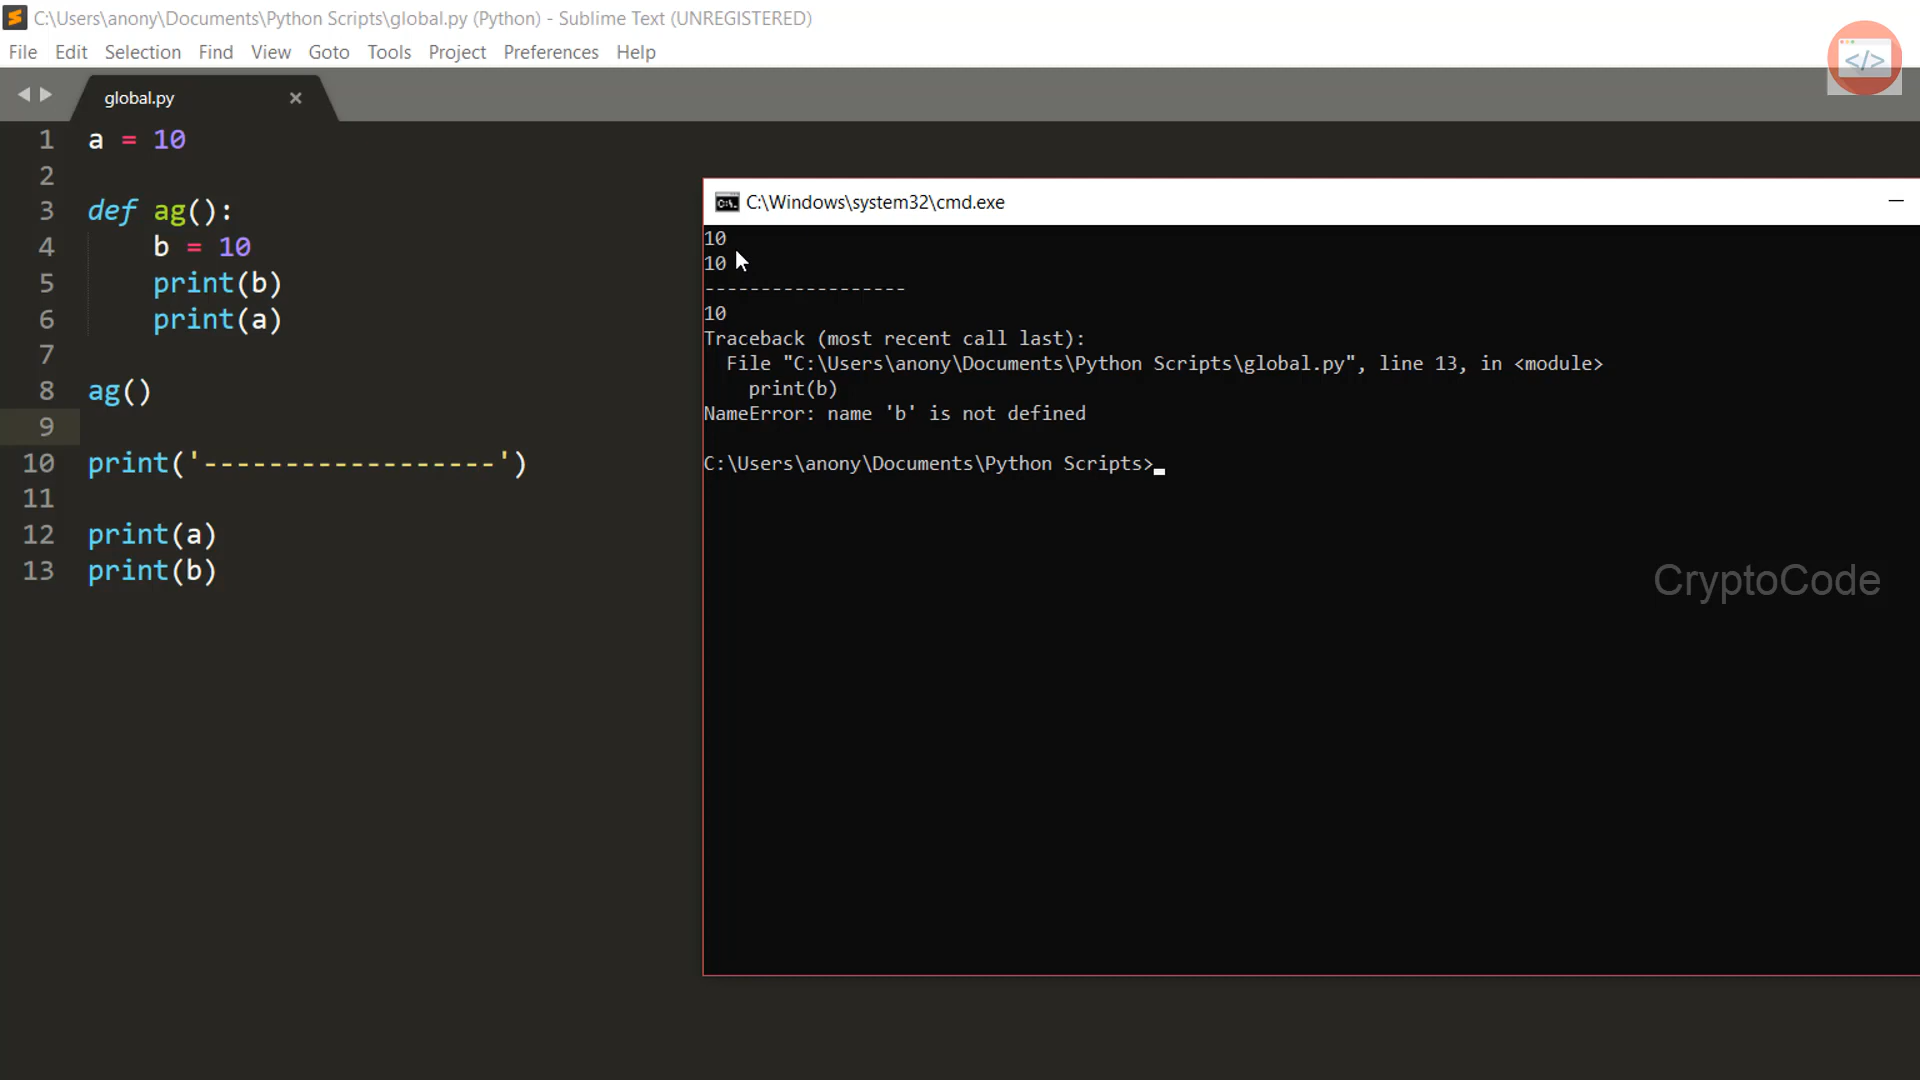 C:\Users\anony\Documents\Python Scripts\global.py (Python) - Sublime Text (UNREGISTERED)
File Edit Selection Find View Goto Tools Project Preferences Help
</>
global.py ×
1 a = 10
2
3 def ag():
4 b = 10
5 print(b)
6 print(a)
7
8 ag()
9
10 print('------------------')
11
12 print(a)
13 print(b)
C:\Windows\system32\cmd.exe
10
10
------------------
10
Traceback (most recent call last):
File "C:\Users\anony\Documents\Python Scripts\global.py", line 13, in <module>
print(b)
NameError: name 'b' is not defined
C:\Users\anony\Documents\Python Scripts>
CryptoCode